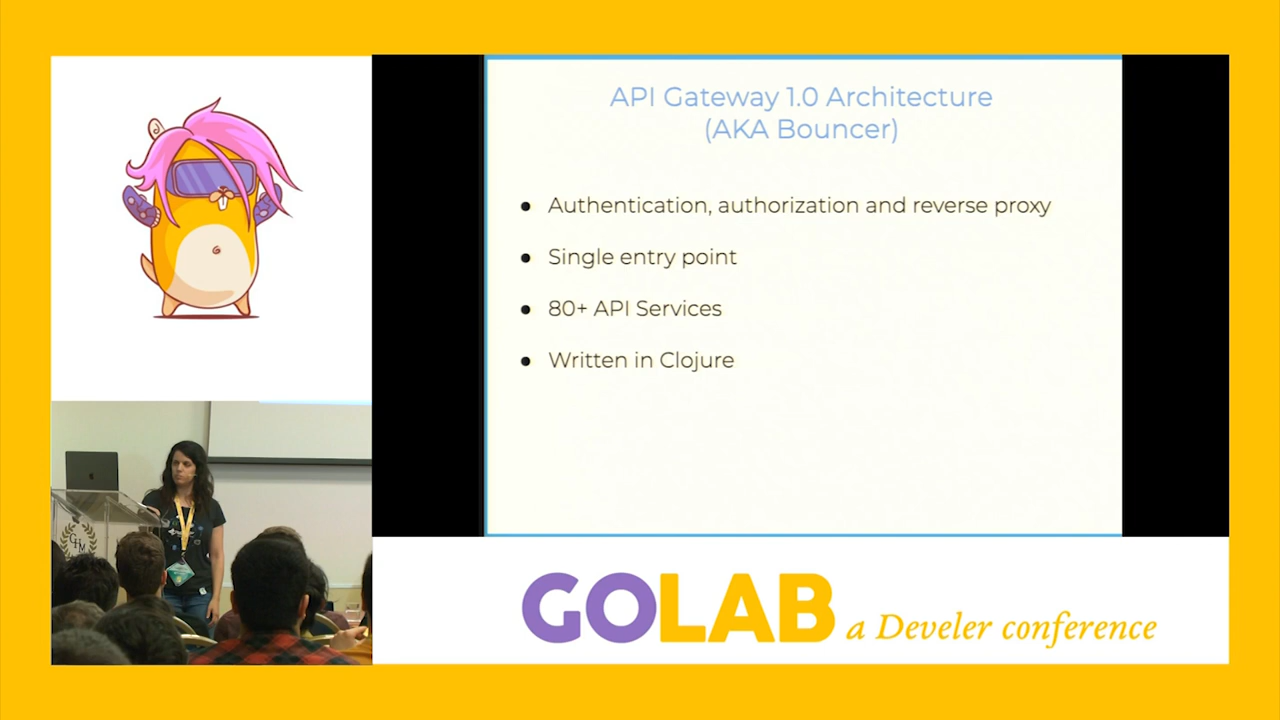 API Gateway 1.0 Architecture
(AKA Bouncer)
● Authentication, authorization and reverse proxy
● Single entry point
● 80+ API Services
● Written in Clojure
GHM
GOLAB a Develer conference